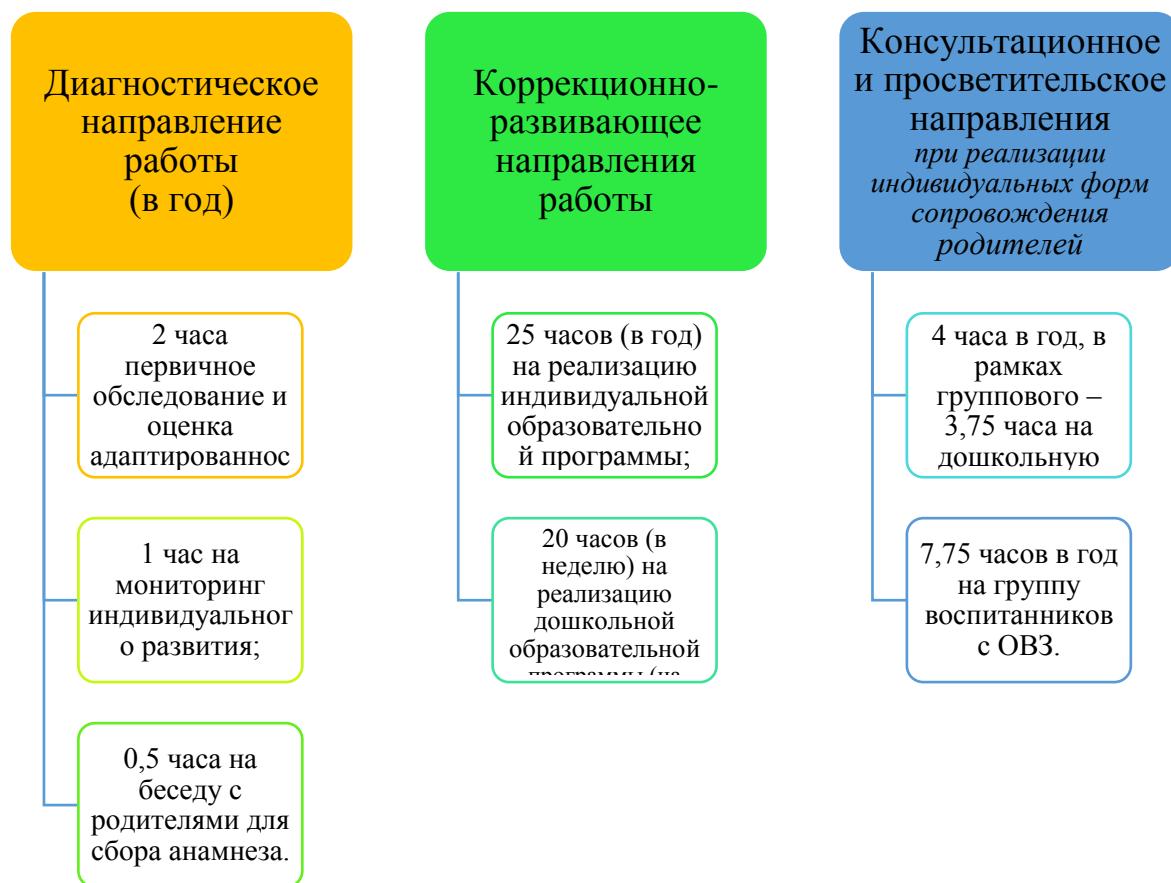 Диагностическое
направление
работы
(в год)
2 часа
первичное
обследование и
оценка
адаптированнос
1 час на
мониторинг
индивидуальног
о развития;
0,5 часа на
беседу с
родителями для
сбора анамнеза.
Коррекционно-
развивающее
направления
работы
25 часов (в год)
на реализацию
индивидуальной
образовательно
й программы;
20 часов (в
неделю) на
реализацию
дошкольной
образовательной
программы (на
Консультационное
и просветительское
направления
при реализации
индивидуальных форм
сопровождения
родителей
4 часа в год, в
рамках
группового –
3,75 часа на
дошкольную
7,75 часов в год
на группу
воспитанников
с ОВЗ.